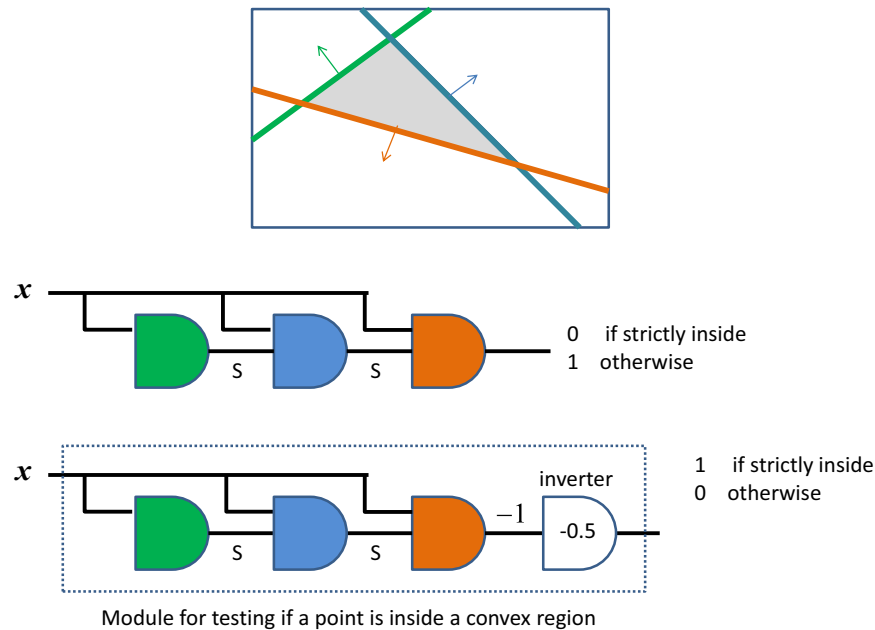 x
0 if strictly inside
1 otherwise
S
S
x
inverter
1 if strictly inside
0 otherwise
−1
-0.5
S
S
Module for testing if a point is inside a convex region